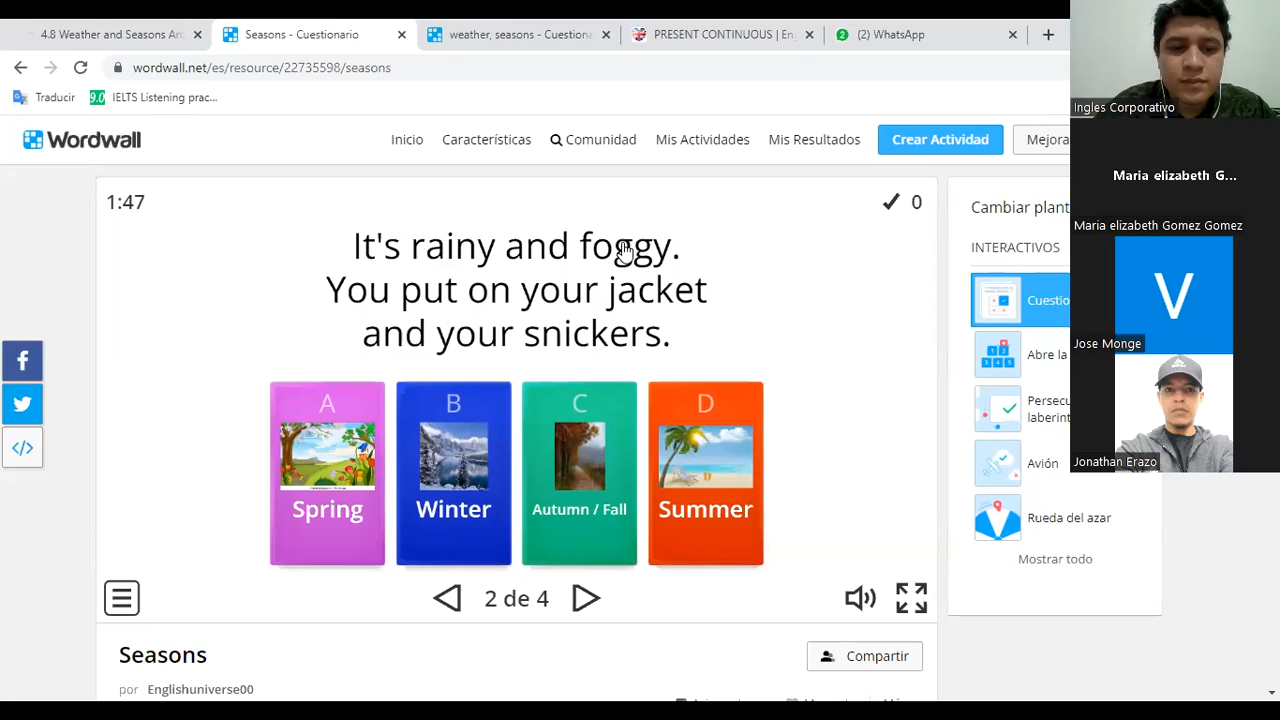 4.8 Weather and Seasons Ar
Seasons - Cuestionario
weather, seasons - Cuestiona
PRESENT CONTINUOUS | En
2
(2) WhatsApp
wordwall.net/es/resource/22735598/seasons
Traducir
9.0
IELTS Listening prac...
Wordwall
Inicio
Características
Comunidad
Mis Actividades
Mis Resultados
Crear Actividad
Mejora
1:47
0
It's rainy and foggy.
You put on your jacket
and your snickers.
A
B
C
D
Spring
Winter
Autumn / Fall
Summer
2 de 4
Seasons
por Englishuniverse00
Compartir
Cambiar plant
INTERACTIVOS
Cuestio
Abre la
Persecu
laberint
Avión
Rueda del azar
Mostrar todo
Ingles Corporativo
Maria elizabeth G...
Maria elizabeth Gomez Gomez
V
Jose Monge
Jonathan Erazo